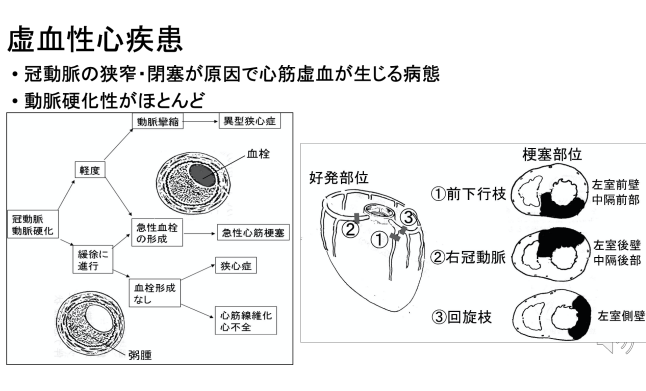 虚血性心疾患
• 冠動脈の狭窄・閉塞が原因で心筋虚血が生じる病態
• 動脈硬化性がほとんど
動脈攣縮
異型狭心症
血栓
軽度
冠動脈
動脈硬化
急性血栓
の形成
急性心筋梗塞
緩徐に
進行
狭心症
血栓形成
なし
心筋線維化
心不全
粥腫
好発部位
梗塞部位
①前下行枝
左室前壁
中隔前部
②
③
①
②右冠動脈
左室後壁
中隔後部
③回旋枝
左室側壁